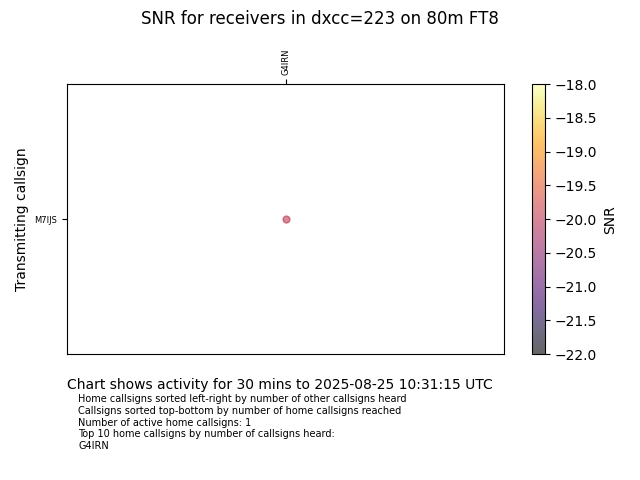 SNR for receivers in dxcc=223 on 80m FT8
G4IRN
Transmitting callsign
M7IJS
−18.0
−18.5
−19.0
−19.5
−20.0
−20.5
−21.0
−21.5
−22.0
SNR
Chart shows activity for 30 mins to 2025-08-25 10:31:15 UTC
Home callsigns sorted left-right by number of other callsigns heard
Callsigns sorted top-bottom by number of home callsigns reached
Number of active home callsigns: 1
Top 10 home callsigns by number of callsigns heard:
G4IRN